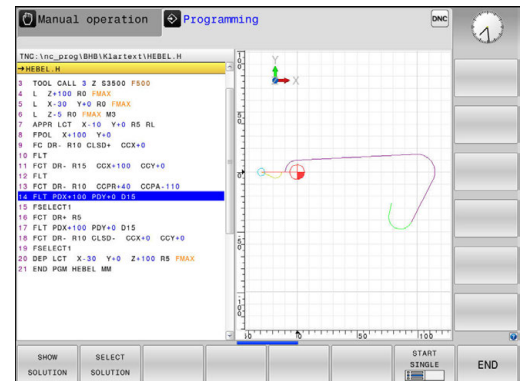 Manual operation
Programming
DNC
TNC:\nc_prog\BHB\Klartext\HEBEL.H
→HEBEL.H
3 TOOL CALL 3 Z S3500 F500
4 L Z+100 R0 FMAX
5 L X-30 Y+0 R0 FMAX
6 L Z-5 R0 FMAX M3
7 APPR LCT X-10 Y+0 R5 RL
8 FPOL X+100 Y+0
9 FC DR- R10 CLSD+ CCX+0
10 FLT
11 FCT DR- R15 CCX+100 CCY+0
12 FLT
13 FCT DR- R10 CCPR+40 CCPA-110
14 FLT PDX+100 PDY+0 D15
15 FSELECT1
16 FCT DR+ R5
17 FLT PDX+100 PDY+0 D15
18 FCT DR- R10 CLSD- CCX+0 CCY+0
19 FSELECT1
20 DEP LCT X-30 Y+0 Z+100 R5 FMAX
21 END PGM HEBEL MM
Y
X
50
100
SHOW SOLUTION
SELECT SOLUTION
START SINGLE
END